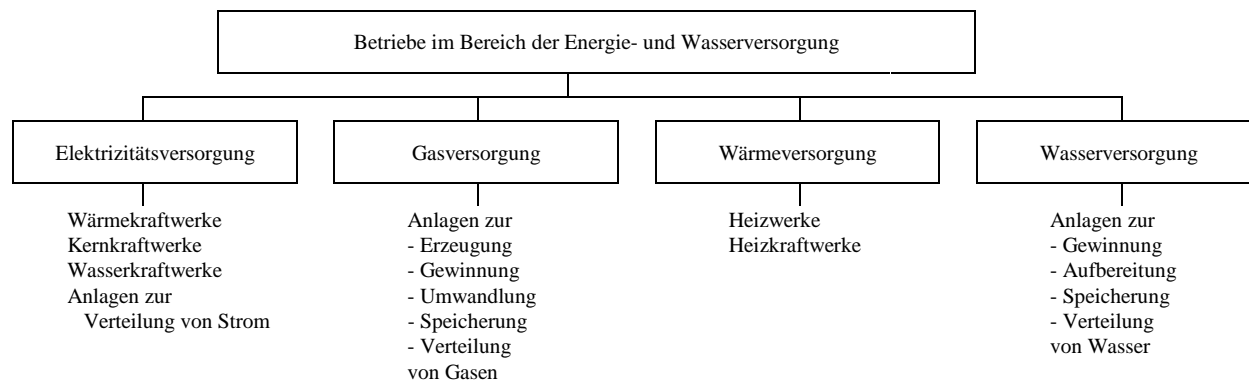 Betriebe im Bereich der Energie- und Wasserversorgung
Elektrizitätsversorgung
Wärmekraftwerke
Kernkraftwerke
Wasserkraftwerke
Anlagen zur
Verteilung von Strom
Gasversorgung
Anlagen zur
- Erzeugung
- Gewinnung
- Umwandlung
- Speicherung
- Verteilung
von Gasen
Wärmeversorgung
Heizwerke
Heizkraftwerke
Wasserversorgung
Anlagen zur
- Gewinnung
- Aufbereitung
- Speicherung
- Verteilung
von Wasser